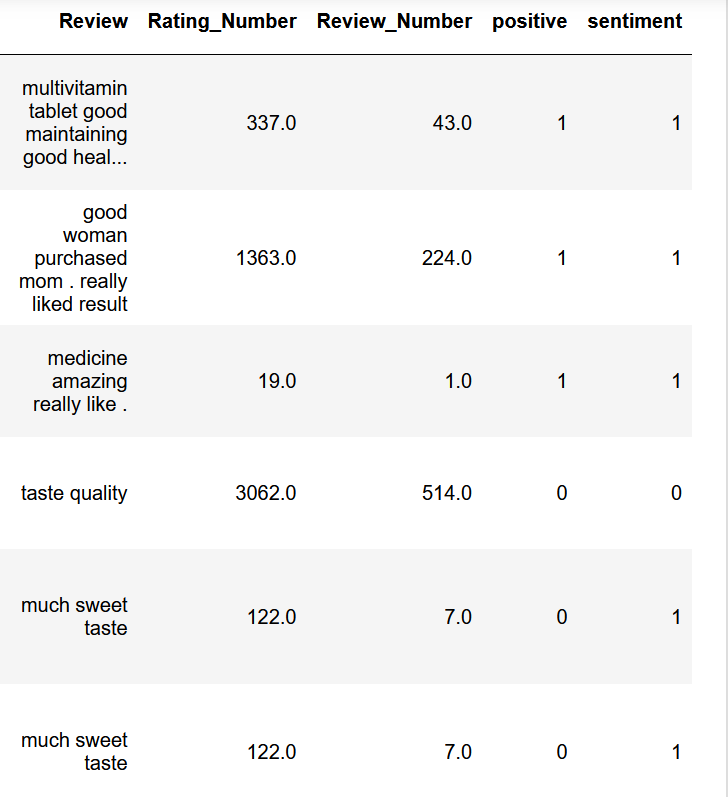 Review Rating_Number Review_Number positive sentiment
multivitamin
tablet good
maintaining
good heal...
337.0 43.0 1 1
good
woman
purchased
mom . really
liked result
1363.0 224.0 1 1
medicine
amazing
really like .
19.0 1.0 1 1
taste quality 3062.0 514.0 0 0
much sweet
taste
122.0 7.0 0 1
much sweet
taste
122.0 7.0 0 1